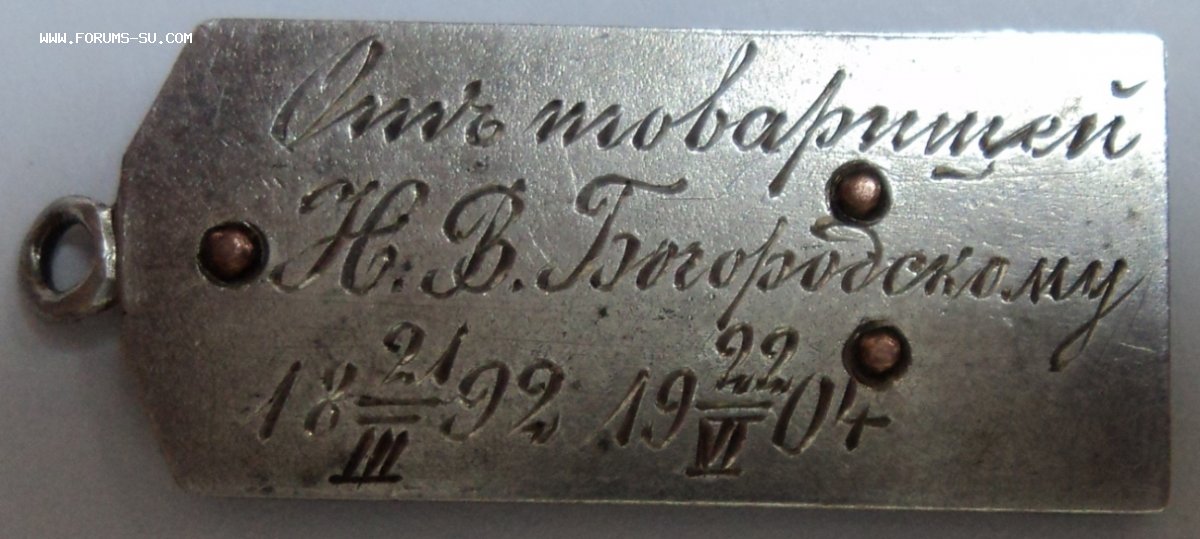 WWW.FORUMS-SU.COM
Отъ товарищей
Н. В. Богородскому
18 21/III 92 19 22/VI 04